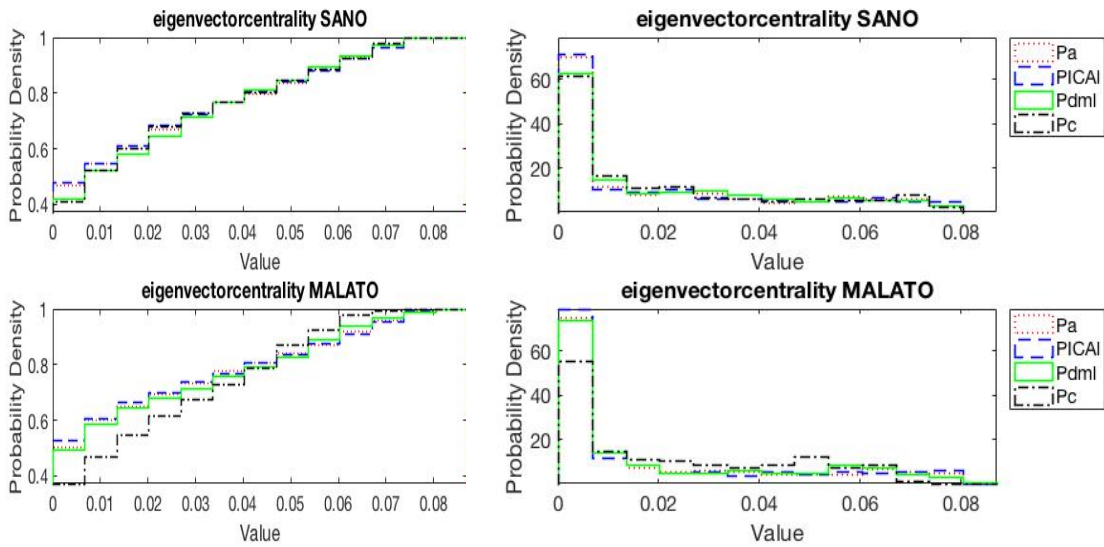 eigenvectorcentrality SANO
Probability Density
1
0.8
0.6
0.4
0 0.01 0.02 0.03 0.04 0.05 0.06 0.07 0.08
Value
eigenvectorcentrality SANO
Probability Density
60
40
20
0 0.02 0.04 0.06 0.08
Value
Pa
PICAI
Pdml
Pc
eigenvectorcentrality MALATO
Probability Density
1
0.8
0.6
0.4
0 0.01 0.02 0.03 0.04 0.05 0.06 0.07 0.08
Value
eigenvectorcentrality MALATO
Probability Density
60
40
20
0 0.02 0.04 0.06 0.08
Value
Pa
PICAI
Pdml
Pc